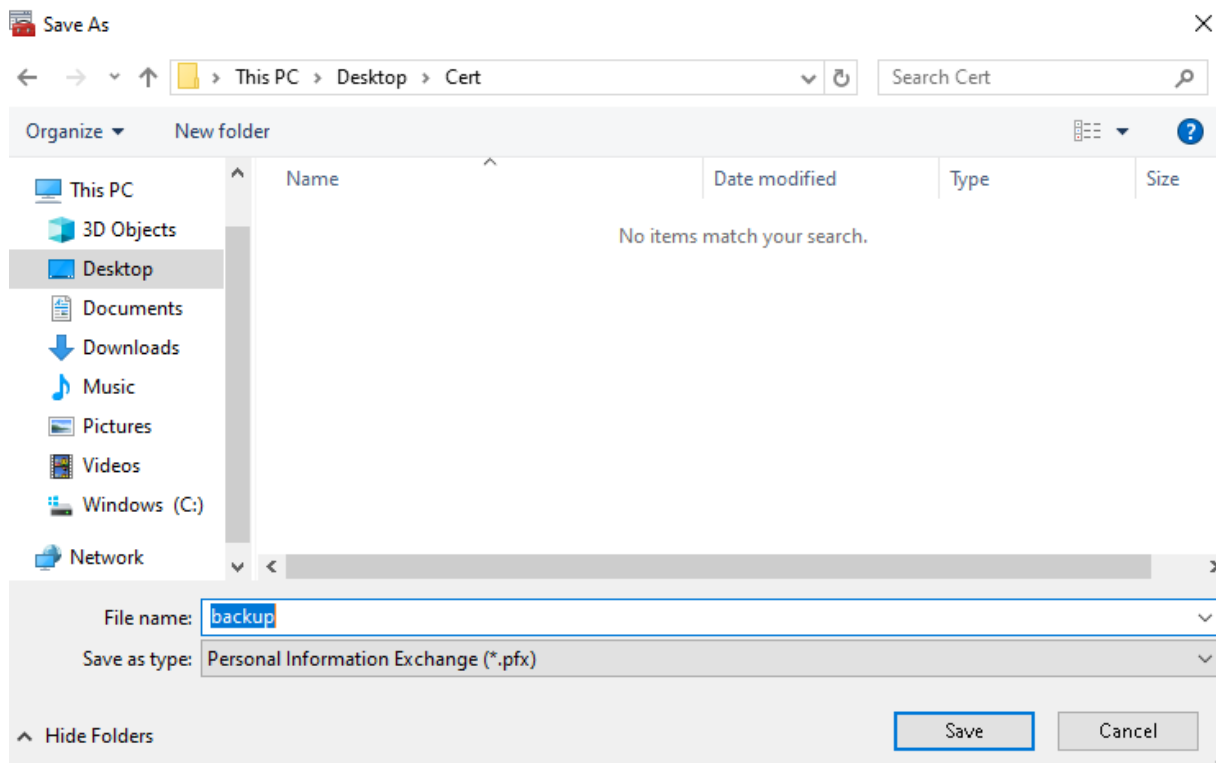 Save As
This PC > Desktop > Cert
Search Cert
Organize
New folder
?
Name
Date modified
Type
Size
This PC
3D Objects
No items match your search.
Desktop
Documents
Downloads
Music
Pictures
Videos
Windows (C:)
Network
File name: backup
Save as type: Personal Information Exchange (*.pfx)
Hide Folders
Save
Cancel